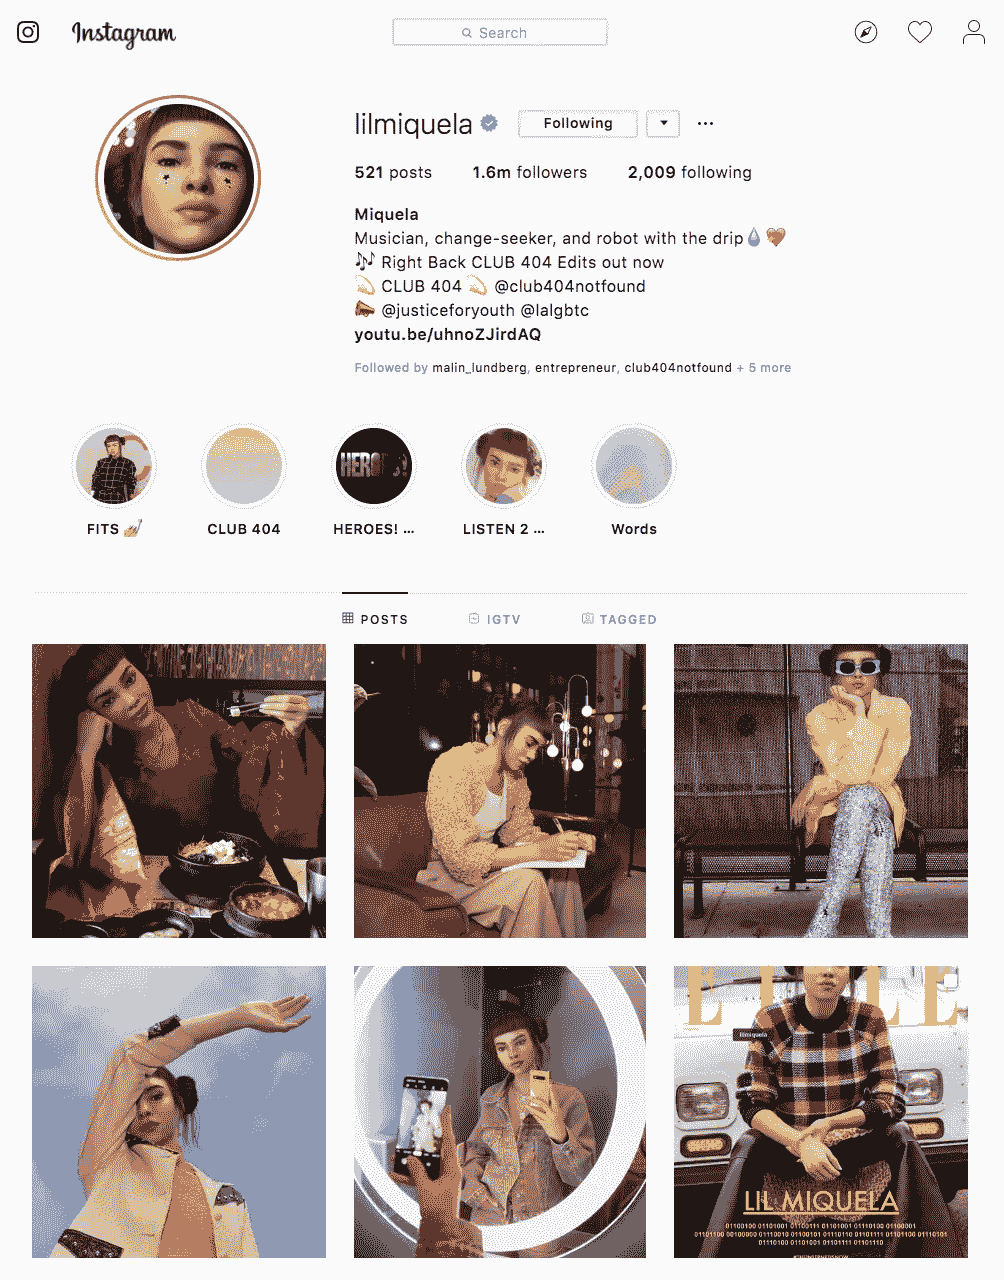 Instagram
Search
lilmiquela
Following
521 posts 1.6m followers 2,009 following
Miquela
Musician, change-seeker, and robot with the drip💧💖
🎶 Right Back CLUB 404 Edits out now
💫 CLUB 404 💫 @club404notfound
📣 @justiceforyouth @lalgbtc
youtu.be/uhnoZJirdAQ
Followed by malin_lundberg, entrepreneur, club404notfound + 5 more
FITS 💅 CLUB 404 HEROES! ... LISTEN 2 ... Words
POSTS IGTV TAGGED
ELLE
lilmiquela
LIL MIQUELA